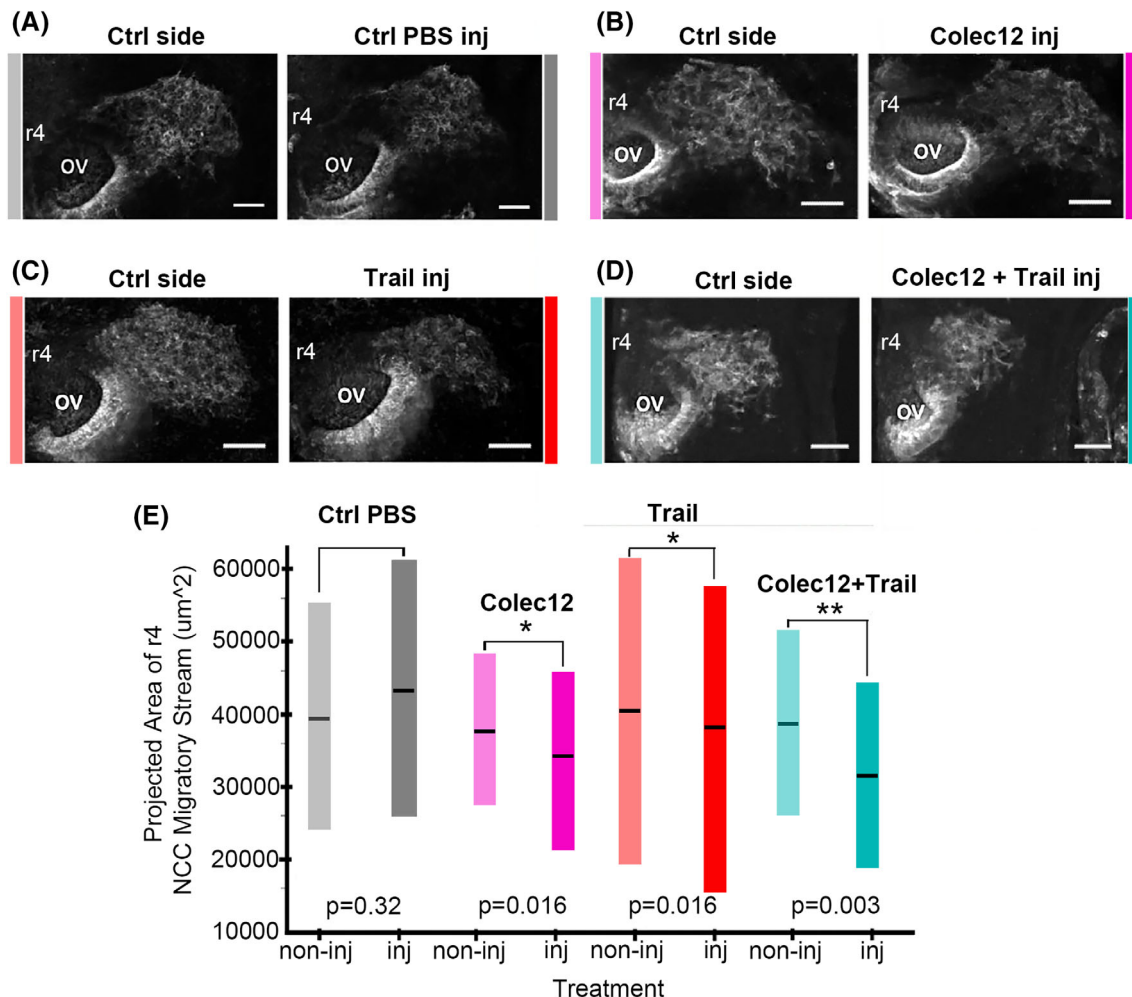 (A)
Ctrl side
Ctrl PBS inj
r4
ov
r4
ov
(B)
Ctrl side
Colec12 inj
r4
ov
r4
ov
(C)
Ctrl side
Trail inj
r4
ov
r4
ov
(D)
Ctrl side
Colec12 + Trail inj
r4
ov
r4
ov
(E)
Ctrl PBS
Trail
*
Colec12
*
Colec12+Trail
**
Projected Area of r4
NCC Migratory Stream (um^2)
60000
50000
40000
30000
20000
10000
p=0.32
p=0.016
p=0.016
p=0.003
non-inj
inj
non-inj
inj
non-inj
inj
non-inj
inj
Treatment